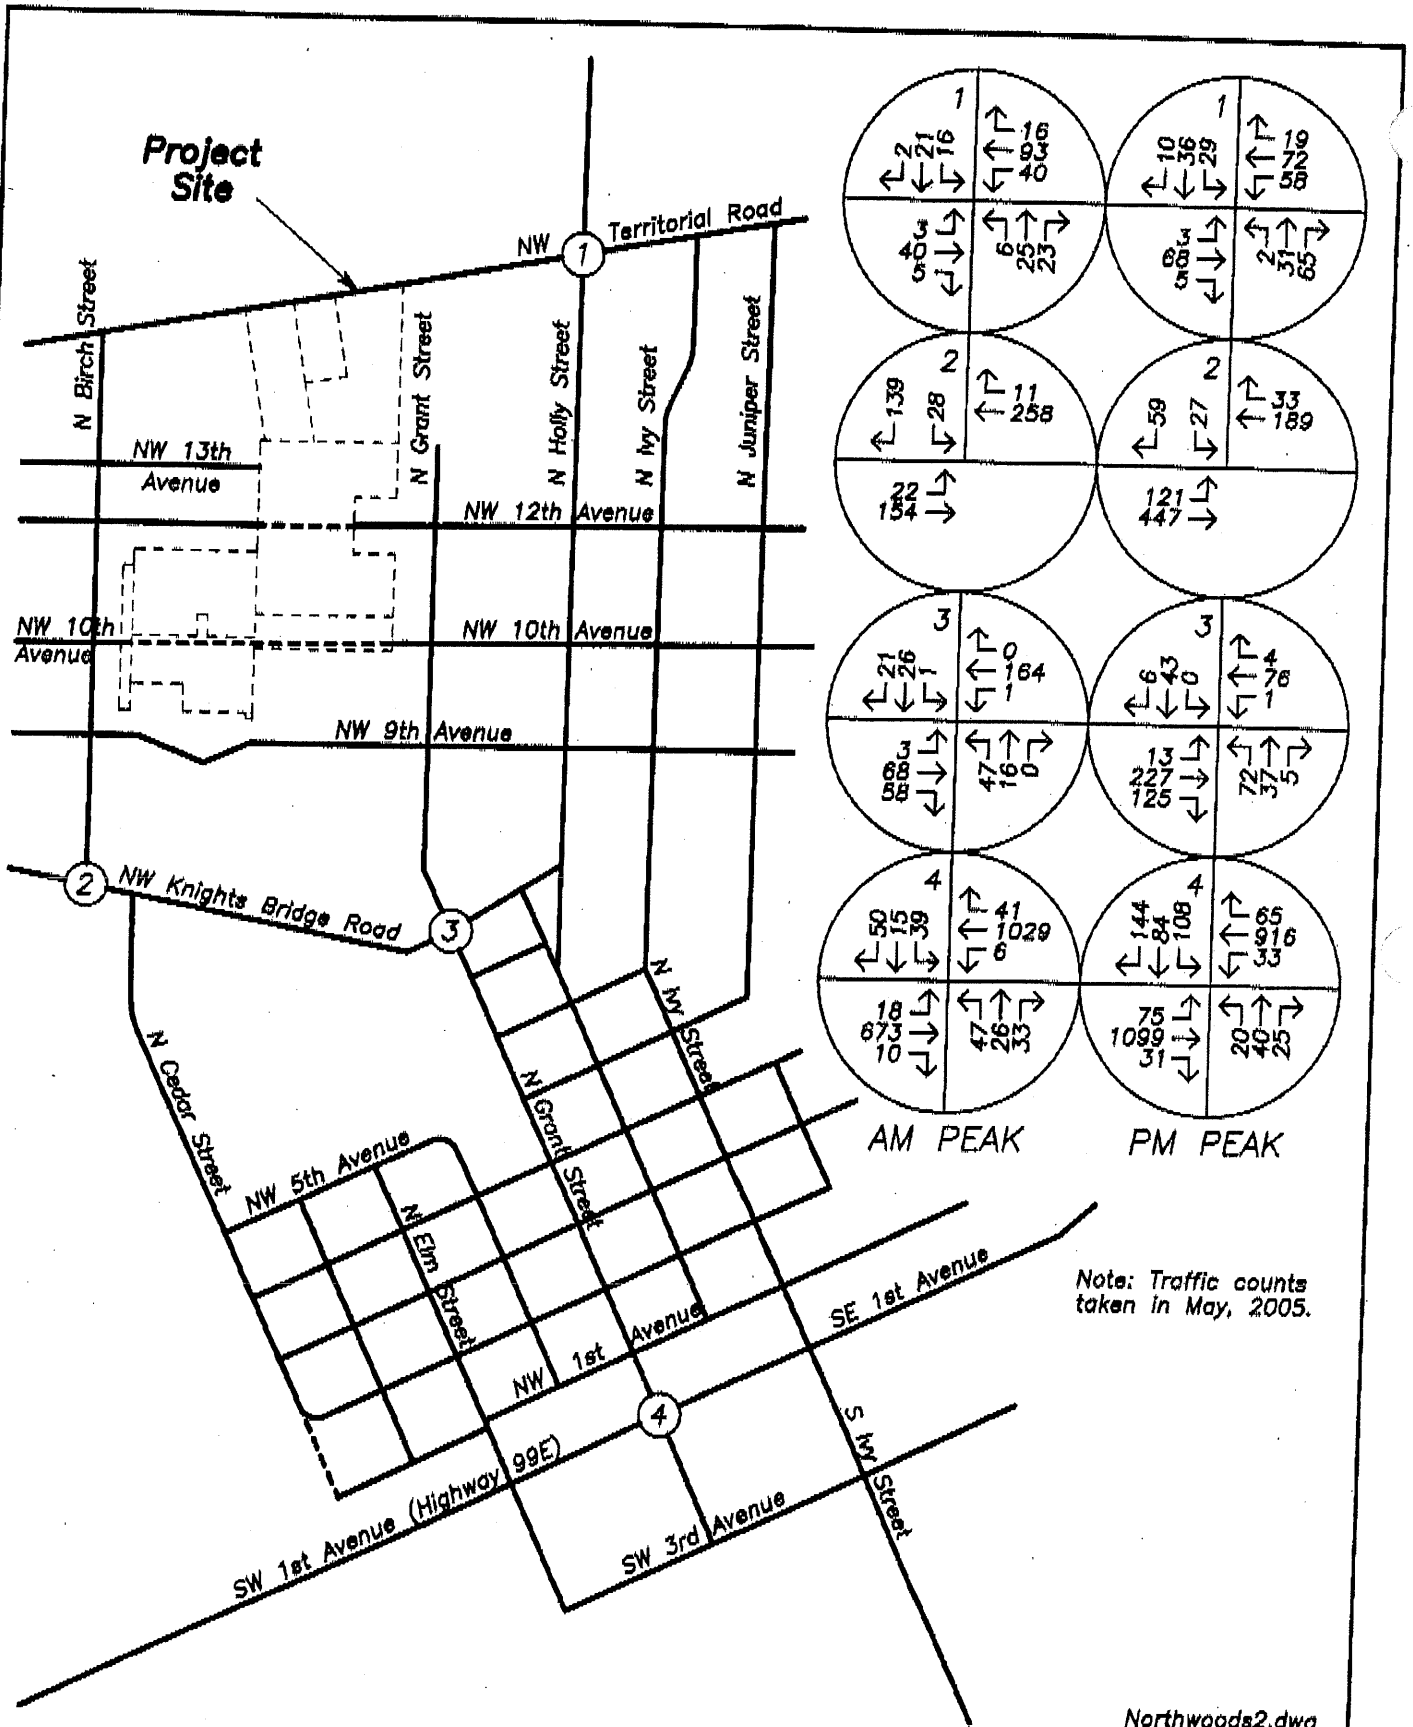 Project
Site
NW
1
Territorial Road
N Birch Street
N Grant Street
N Holly Street
N Ivy Street
N Juniper Street
NW 13th
Avenue
NW 12th Avenue
NW 10th
Avenue
NW 10th Avenue
NW 9th Avenue
2
NW Knights Bridge Road
3
N Cedar Street
N Ivy Street
N Grant Street
NW 5th Avenue
N Elm Street
NW 1st Avenue
SE 1st Avenue
4
SW 1st Avenue (Highway 99E)
S Ivy Street
SW 3rd Avenue
1
2 21 16
16
93
40
3
40
5
6 25 23
1
10 36 29
19
72
58
3
68
5
2 31 65
2
139 28
11
258
22
154
2
59 27
33
189
121
447
3
21 26 1
0
164
1
3
68
58
47 16 0
3
6 43 0
4
76
1
13
227
125
72 37 5
4
50 15 39
41
1029
6
18
673
10
47 26 33
4
144 84 108
65
916
33
75
1099
31
20 40 25
AM PEAK
PM PEAK
Note: Traffic counts
taken in May, 2005.
Northwoods2.dwg